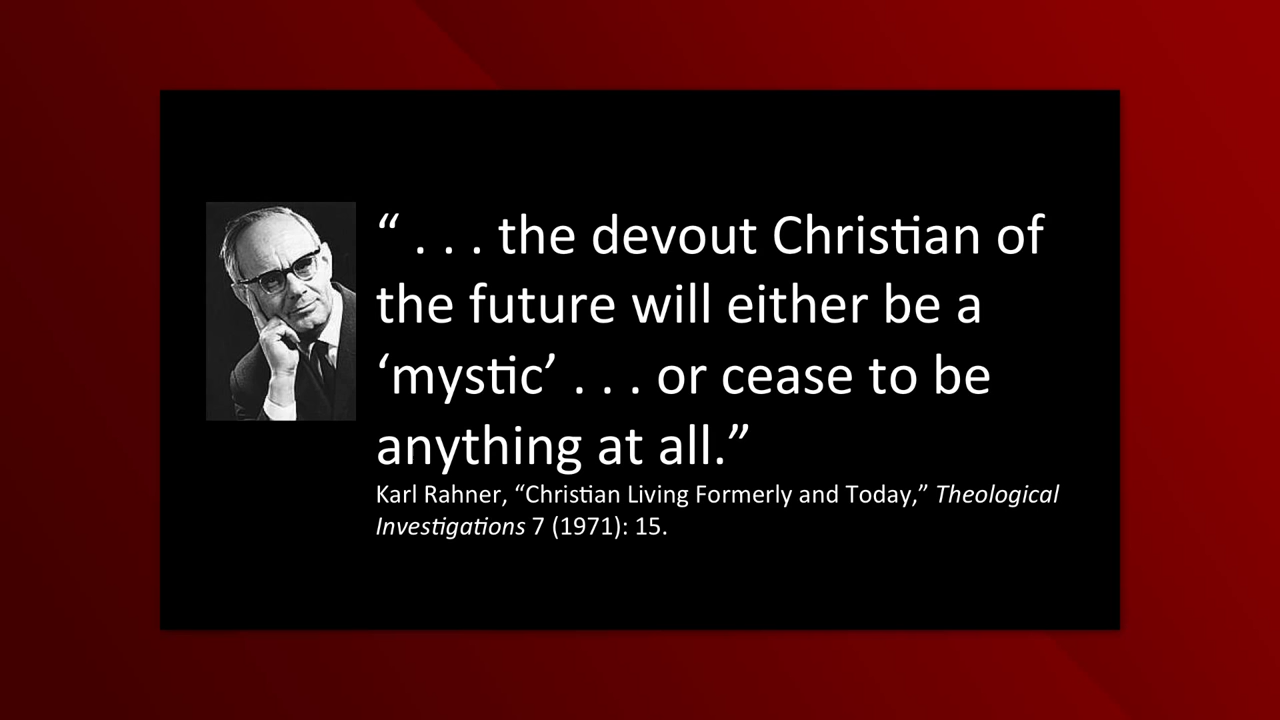 “ . . . the devout Christian of
the future will either be a
‘mystic’ . . . or cease to be
anything at all.”
Karl Rahner, “Christian Living Formerly and Today,” Theological
Investigations 7 (1971): 15.